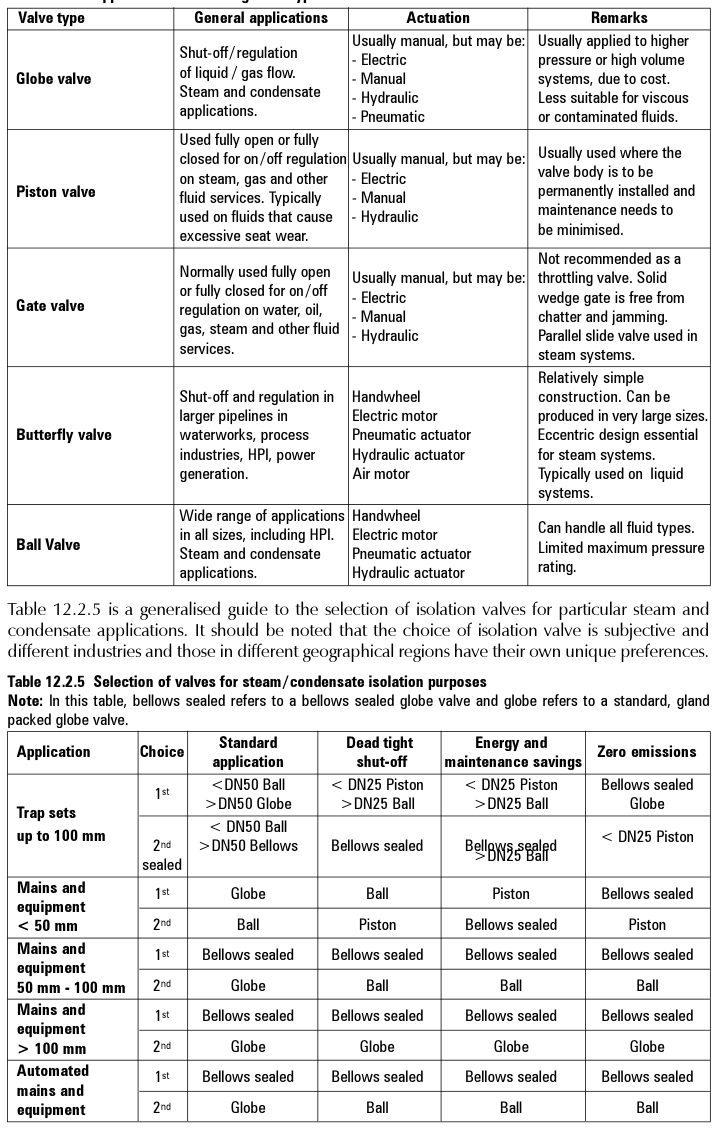 Valve type General applications Actuation Remarks
Globe valve
Shut-off/regulation
of liquid / gas flow.
Steam and condensate
applications.
Usually manual, but may be:
- Electric
- Manual
- Hydraulic
- Pneumatic
Usually applied to higher
pressure or high volume
systems, due to cost.
Less suitable for viscous
or contaminated fluids.
Piston valve
Used fully open or fully
closed for on/off regulation
on steam, gas and other
fluid services. Typically
used on fluids that cause
excessive seat wear.
Usually manual, but may be:
- Electric
- Manual
- Hydraulic
Usually used where the
valve body is to be
permanently installed and
maintenance needs to
be minimised.
Gate valve
Normally used fully open
or fully closed for on/off
regulation on water, oil,
gas, steam and other fluid
services.
Usually manual, but may be:
- Electric
- Manual
- Hydraulic
Not recommended as a
throttling valve. Solid
wedge gate is free from
chatter and jamming.
Parallel slide valve used in
steam systems.
Butterfly valve
Shut-off and regulation in
larger pipelines in
waterworks, process
industries, HPI, power
generation.
Handwheel
Electric motor
Pneumatic actuator
Hydraulic actuator
Air motor
Relatively simple
construction. Can be
produced in very large sizes.
Eccentric design essential
for steam systems.
Typically used on liquid
systems.
Ball Valve
Wide range of applications
in all sizes, including HPI.
Steam and condensate
applications.
Handwheel
Electric motor
Pneumatic actuator
Hydraulic actuator
Can handle all fluid types.
Limited maximum pressure
rating.
Table 12.2.5 is a generalised guide to the selection of isolation valves for particular steam and
condensate applications. It should be noted that the choice of isolation valve is subjective and
different industries and those in different geographical regions have their own unique preferences.
Table 12.2.5 Selection of valves for steam/condensate isolation purposes
Note: In this table, bellows sealed refers to a bellows sealed globe valve and globe refers to a standard, gland
packed globe valve.
Application Choice Standard application Dead tight shut-off Energy and maintenance savings Zero emissions
Trap sets
up to 100 mm
1st
<DN50 Ball
>DN50 Globe
< DN25 Piston
>DN25 Ball
< DN25 Piston
>DN25 Ball
Bellows sealed
Globe
2nd
sealed
< DN50 Ball
>DN50 Bellows
Bellows sealed
Bellows sealed
>DN25 Ball
< DN25 Piston
Mains and
equipment
< 50 mm
1st Globe Ball Piston Bellows sealed
2nd Ball Piston Bellows sealed Piston
Mains and
equipment
50 mm - 100 mm
1st Bellows sealed Bellows sealed Bellows sealed Bellows sealed
2nd Globe Ball Ball Ball
Mains and
equipment
> 100 mm
1st Bellows sealed Bellows sealed Bellows sealed Bellows sealed
2nd Globe Globe Globe Globe
Automated
mains and
equipment
1st Bellows sealed Bellows sealed Bellows sealed Bellows sealed
2nd Globe Ball Ball Ball